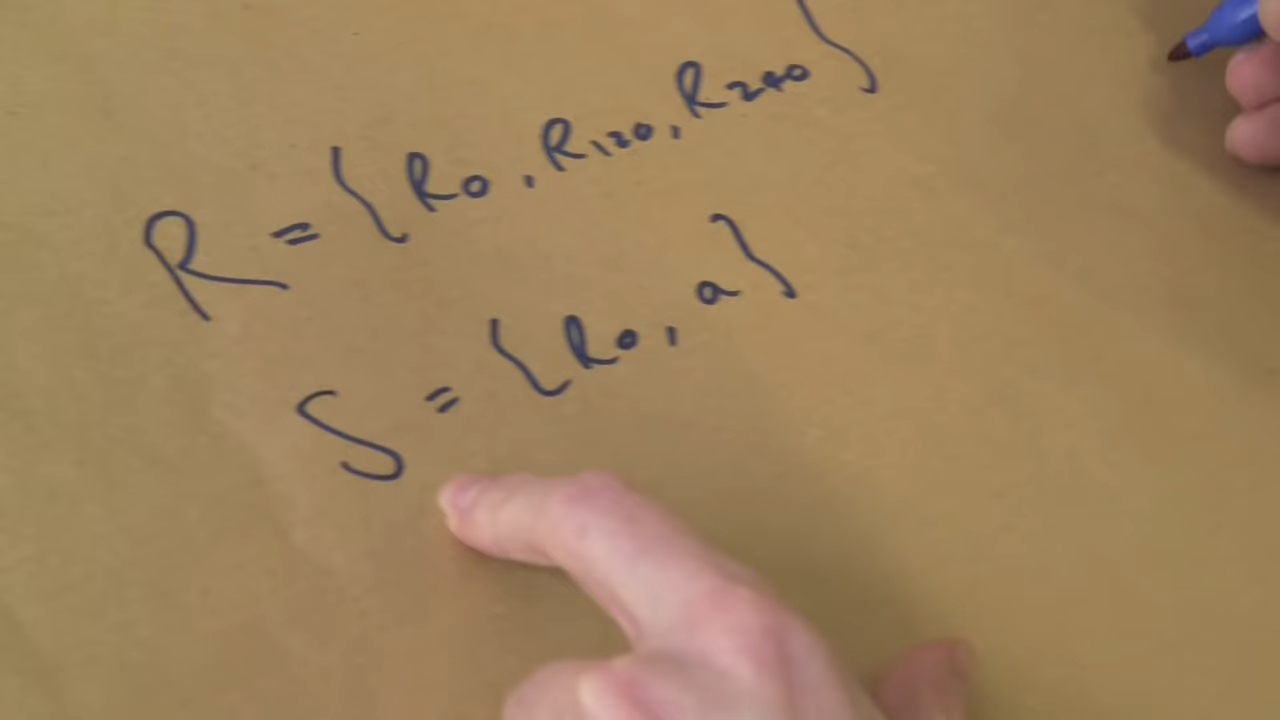 R = {R0, R120, R240}
S = {R0, a}